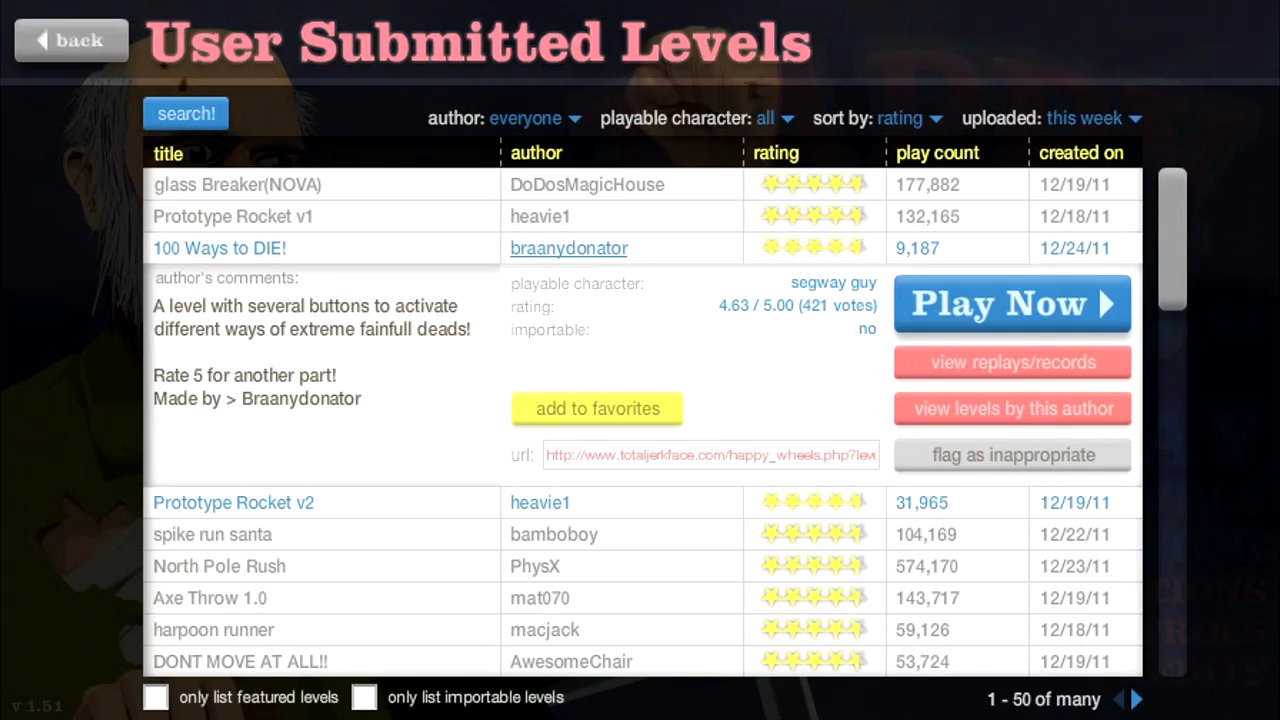 back
User Submitted Levels
search!
author: everyone playable character: all sort by: rating uploaded: this week
title author rating play count created on
glass Breaker(NOVA) DoDosMagicHouse 177,882 12/19/11
Prototype Rocket v1 heavie1 132,165 12/18/11
100 Ways to DIE! braanydonator 9,187 12/24/11
author's comments:
A level with several buttons to activate
different ways of extreme fainfull deads!
Rate 5 for another part!
Made by > Braanydonator
playable character: segway guy
rating: 4.63 / 5.00 (421 votes)
importable: no
add to favorites
url: http://www.totaljerkface.com/happy_wheels.php?leve
Play Now
view replays/records
view levels by this author
flag as inappropriate
Prototype Rocket v2 heavie1 31,965 12/19/11
spike run santa bamboboy 104,169 12/22/11
North Pole Rush PhysX 574,170 12/23/11
Axe Throw 1.0 mat070 143,717 12/19/11
harpoon runner macjack 59,126 12/18/11
DONT MOVE AT ALL!! AwesomeChair 53,724 12/19/11
only list featured levels only list importable levels
1 - 50 of many
v 1.51